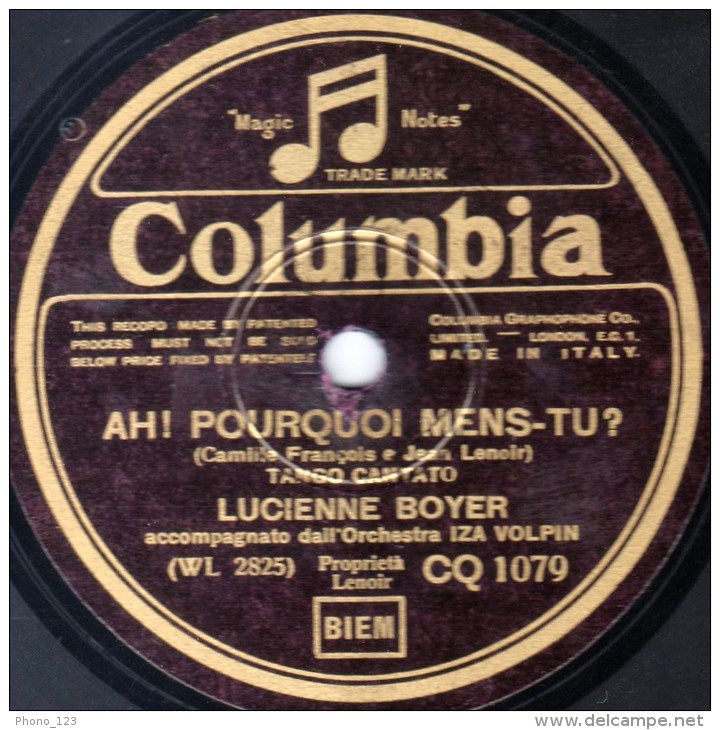 "Magic Notes"
TRADE MARK
Columbia
THIS RECORD MADE BY PATENTED
PROCESS MUST NOT BE SOLD
BELOW PRICE FIXED BY PATENTEES
COLUMBIA GRAPHOPHONE CO.,
LIMITED. — LONDON, E.C.1.
MADE IN ITALY.
AH! POURQUOI MENS-TU?
(Camille François e Jean Lenoir)
TANGO CANTATO
LUCIENNE BOYER
accompagnato dall'Orchestra IZA VOLPIN
(WL 2825) Proprietà Lenoir CQ 1079
BIEM
Phono_123
delcampe.net